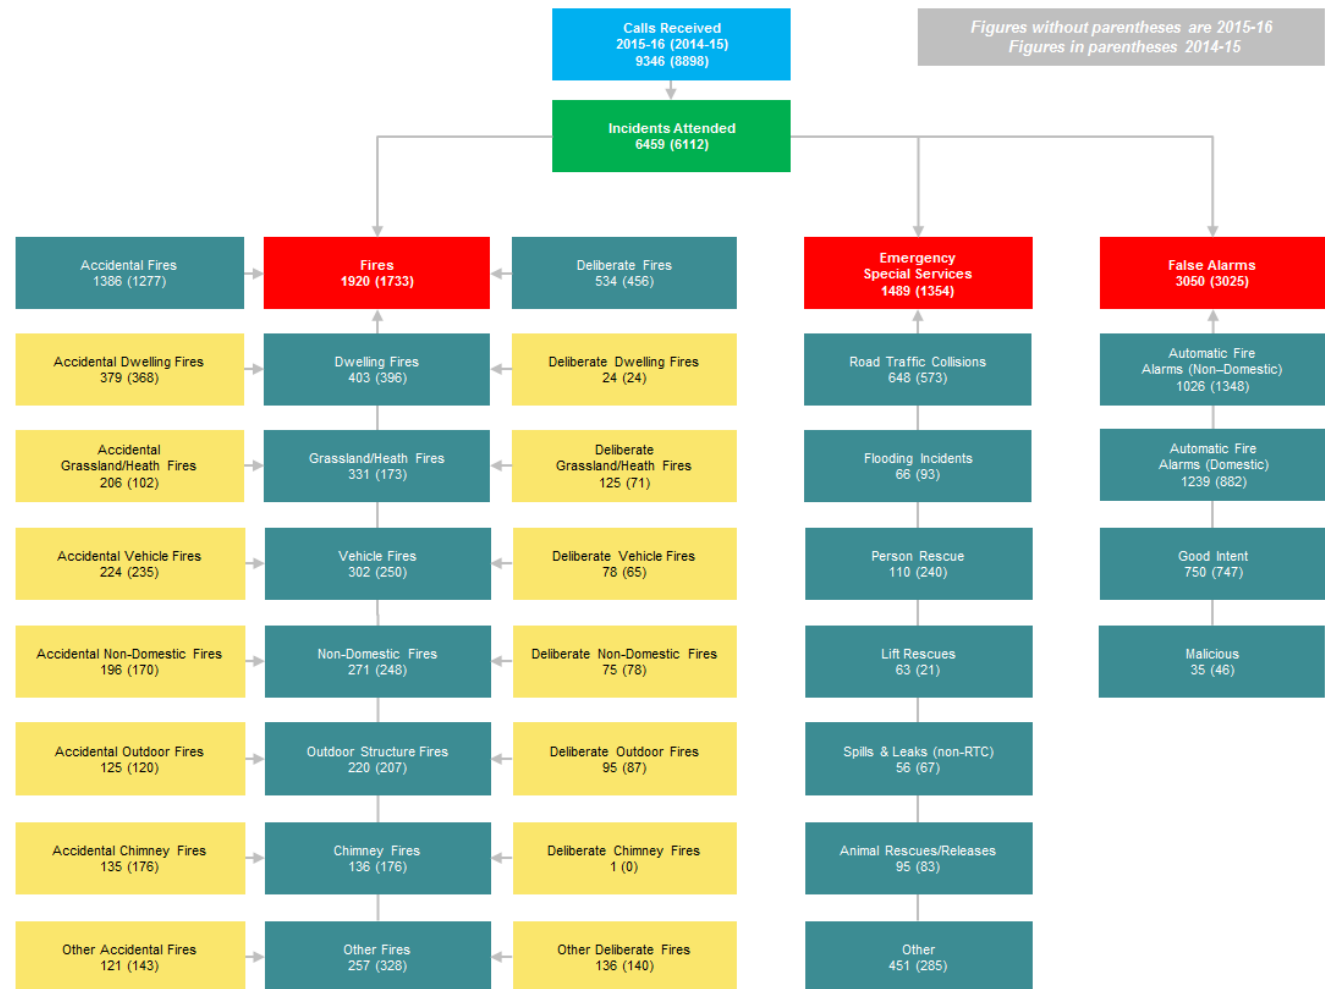 Calls Received
2015-16 (2014-15)
9346 (8898)
Figures without parentheses are 2015-16
Figures in parentheses 2014-15
Incidents Attended
6459 (6112)
Accidental Fires
1386 (1277)
Fires
1920 (1733)
Deliberate Fires
534 (456)
Emergency
Special Services
1489 (1354)
False Alarms
3050 (3025)
Accidental Dwelling Fires
379 (368)
Dwelling Fires
403 (396)
Deliberate Dwelling Fires
24 (24)
Road Traffic Collisions
648 (573)
Automatic Fire
Alarms (Non–Domestic)
1026 (1348)
Accidental
Grassland/Heath Fires
206 (102)
Grassland/Heath Fires
331 (173)
Deliberate
Grassland/Heath Fires
125 (71)
Flooding Incidents
66 (93)
Automatic Fire
Alarms (Domestic)
1239 (882)
Accidental Vehicle Fires
224 (235)
Vehicle Fires
302 (250)
Deliberate Vehicle Fires
78 (65)
Person Rescue
110 (240)
Good Intent
750 (747)
Accidental Non-Domestic Fires
196 (170)
Non-Domestic Fires
271 (248)
Deliberate Non-Domestic Fires
75 (78)
Lift Rescues
63 (21)
Malicious
35 (46)
Accidental Outdoor Fires
125 (120)
Outdoor Structure Fires
220 (207)
Deliberate Outdoor Fires
95 (87)
Spills & Leaks (non-RTC)
56 (67)
Accidental Chimney Fires
135 (176)
Chimney Fires
136 (176)
Deliberate Chimney Fires
1 (0)
Animal Rescues/Releases
95 (83)
Other Accidental Fires
121 (143)
Other Fires
257 (328)
Other Deliberate Fires
136 (140)
Other
451 (285)